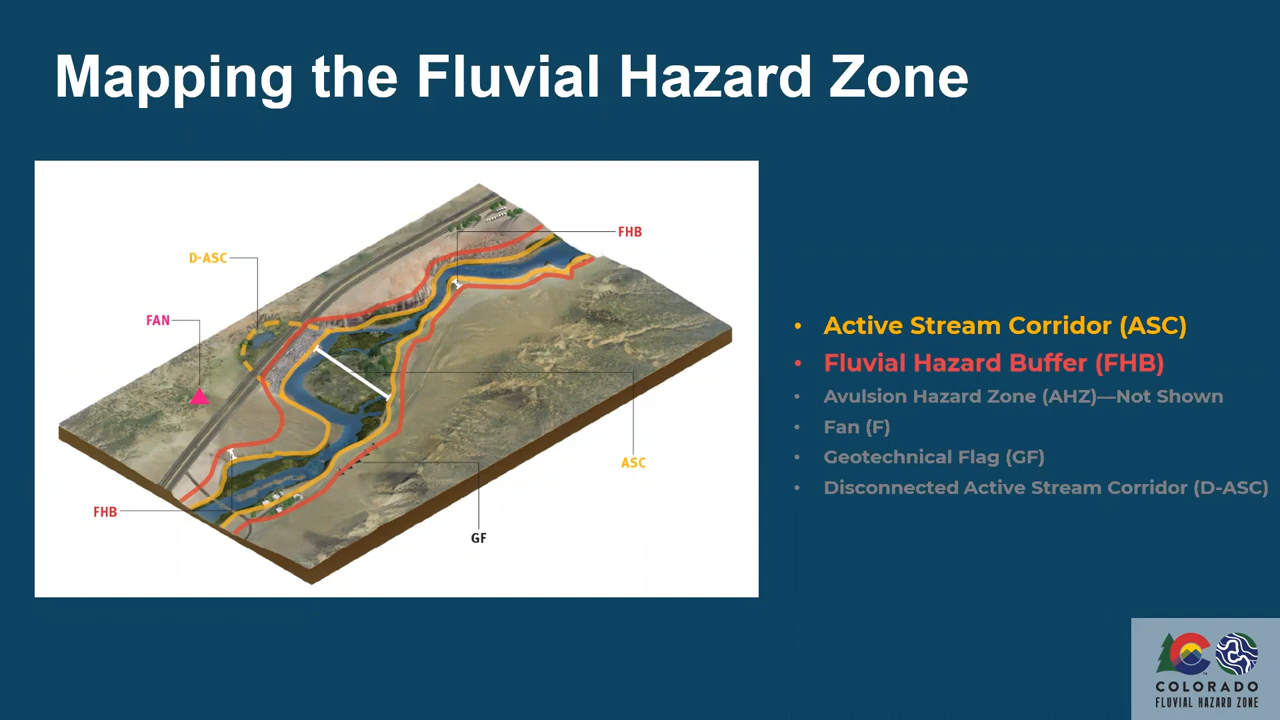 Mapping the Fluvial Hazard Zone
FHB
D-ASC
FAN
ASC
FHB
GF
• Active Stream Corridor (ASC)
• Fluvial Hazard Buffer (FHB)
• Avulsion Hazard Zone (AHZ)—Not Shown
• Fan (F)
• Geotechnical Flag (GF)
• Disconnected Active Stream Corridor (D-ASC)
COLORADO
FLUVIAL HAZARD ZONE